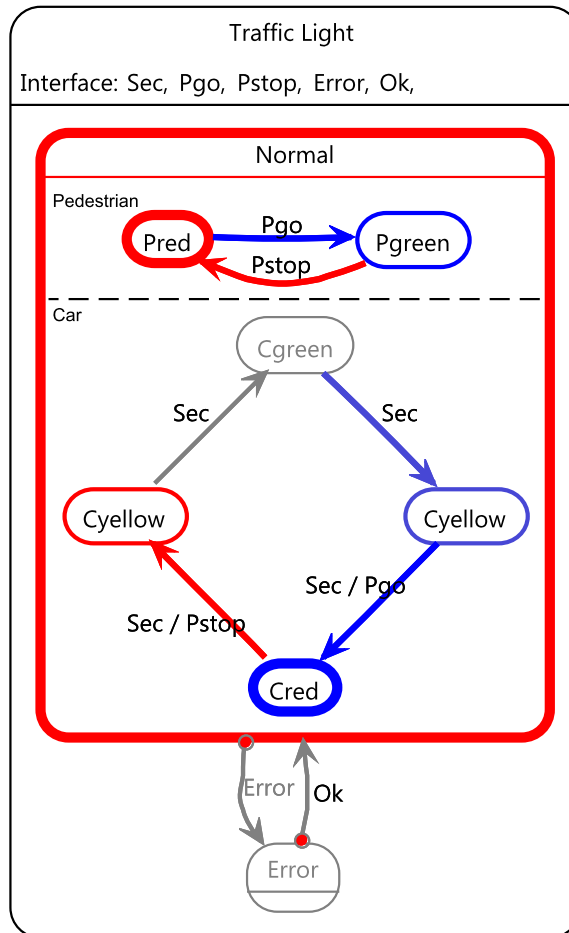 Traffic Light
Interface: Sec, Pgo, Pstop, Error, Ok,
Normal
Pedestrian
Pgo
Pred
Pgreen
Pstop
Car
Cgreen
Sec
Sec
Cyellow
Cyellow
Sec / Pgo
Sec / Pstop
Cred
Error
Ok
Error